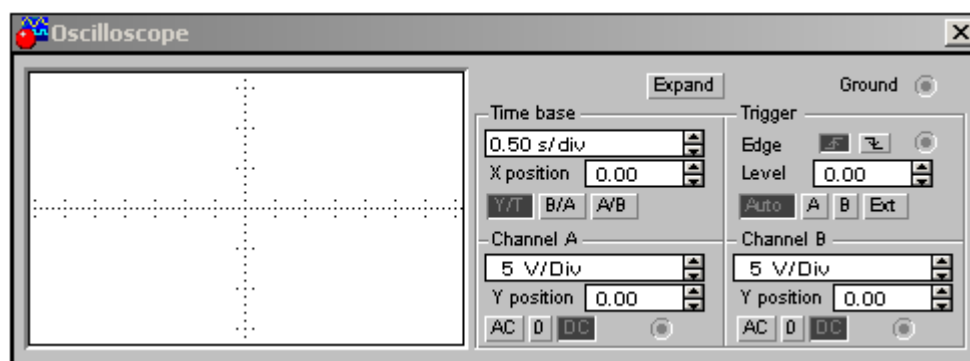 Oscilloscope
Expand Ground
Time base
0.50 s/div
X position 0.00
Y/T B/A A/B
Trigger
Edge
Level 0.00
Auto A B Ext
Channel A
5 V/Div
Y position 0.00
AC 0 DC
Channel B
5 V/Div
Y position 0.00
AC 0 DC